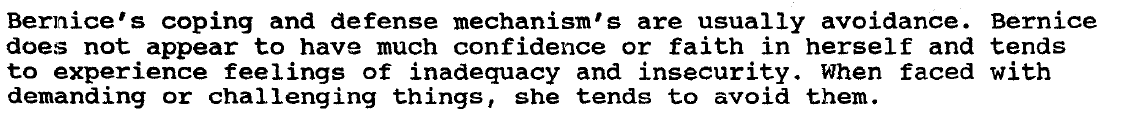 Bernice's coping and defense mechanism's are usually avoidance. Bernice
does not appear to have much confidence or faith in herself and tends
to experience feelings of inadequacy and insecurity. When faced with
demanding or challenging things, she tends to avoid them.